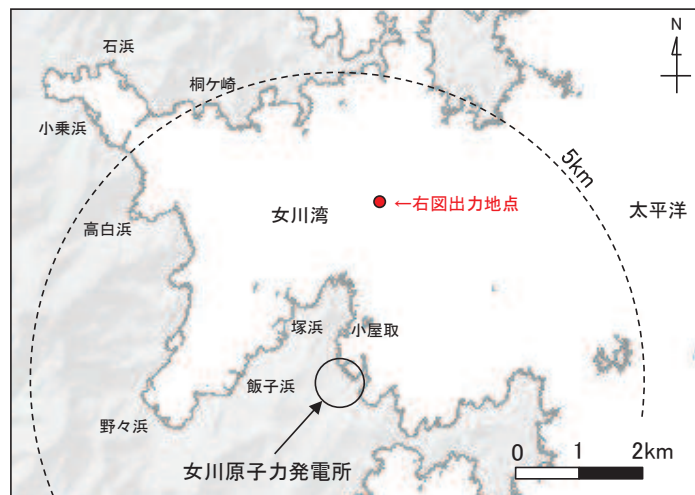 石浜
N
桐ケ崎
小乗浜
5km
←右図出力地点
女川湾
太平洋
高白浜
塚浜
小屋取
飯子浜
野々浜
女川原子力発電所
0 1 2km